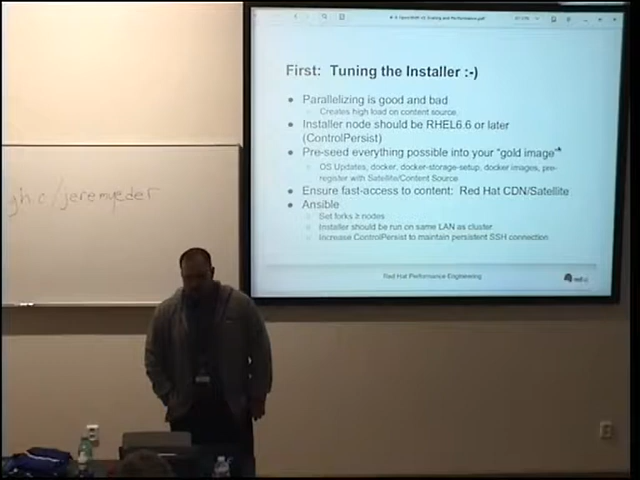 First: Tuning the Installer :-)
Parallelizing is good and bad
Creates high load on content source.
Installer node should be RHEL6.6 or later
(ControlPersist)
Pre-seed everything possible into your "gold image"
OS Updates, docker, docker-storage-setup, docker images, pre-
register with Satellite/Content Source
Ensure fast-access to content: Red Hat CDN/Satellite
Ansible
Set forks ≥ nodes
Installer should be run on same LAN as cluster
Increase ControlPersist to maintain persistent SSH connection
Red Hat Performance Engineering
jeremyeder